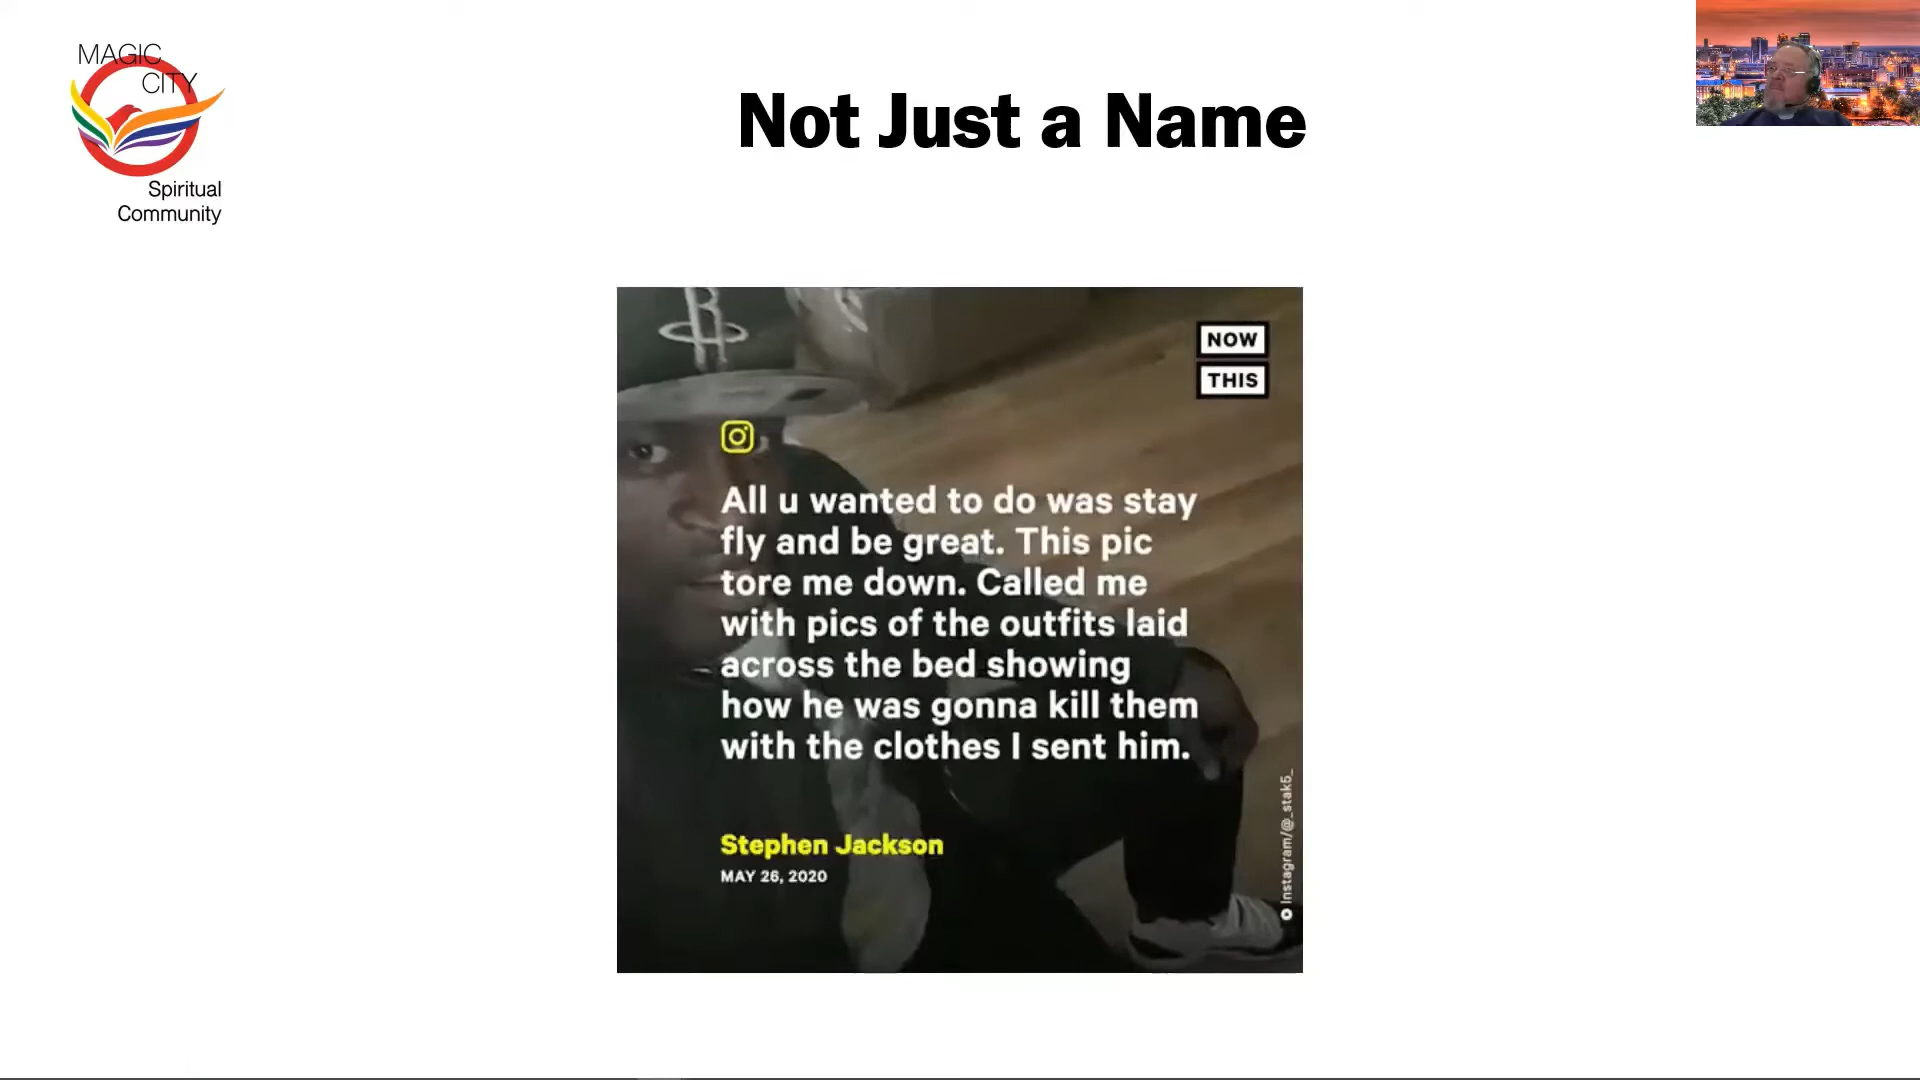 MAGIC
CITY
Spiritual
Community
Not Just a Name
NOW
THIS
All u wanted to do was stay
fly and be great. This pic
tore me down. Called me
with pics of the outfits laid
across the bed showing
how he was gonna kill them
with the clothes I sent him.
Stephen Jackson
MAY 26, 2020
Instagram/@_stak5_